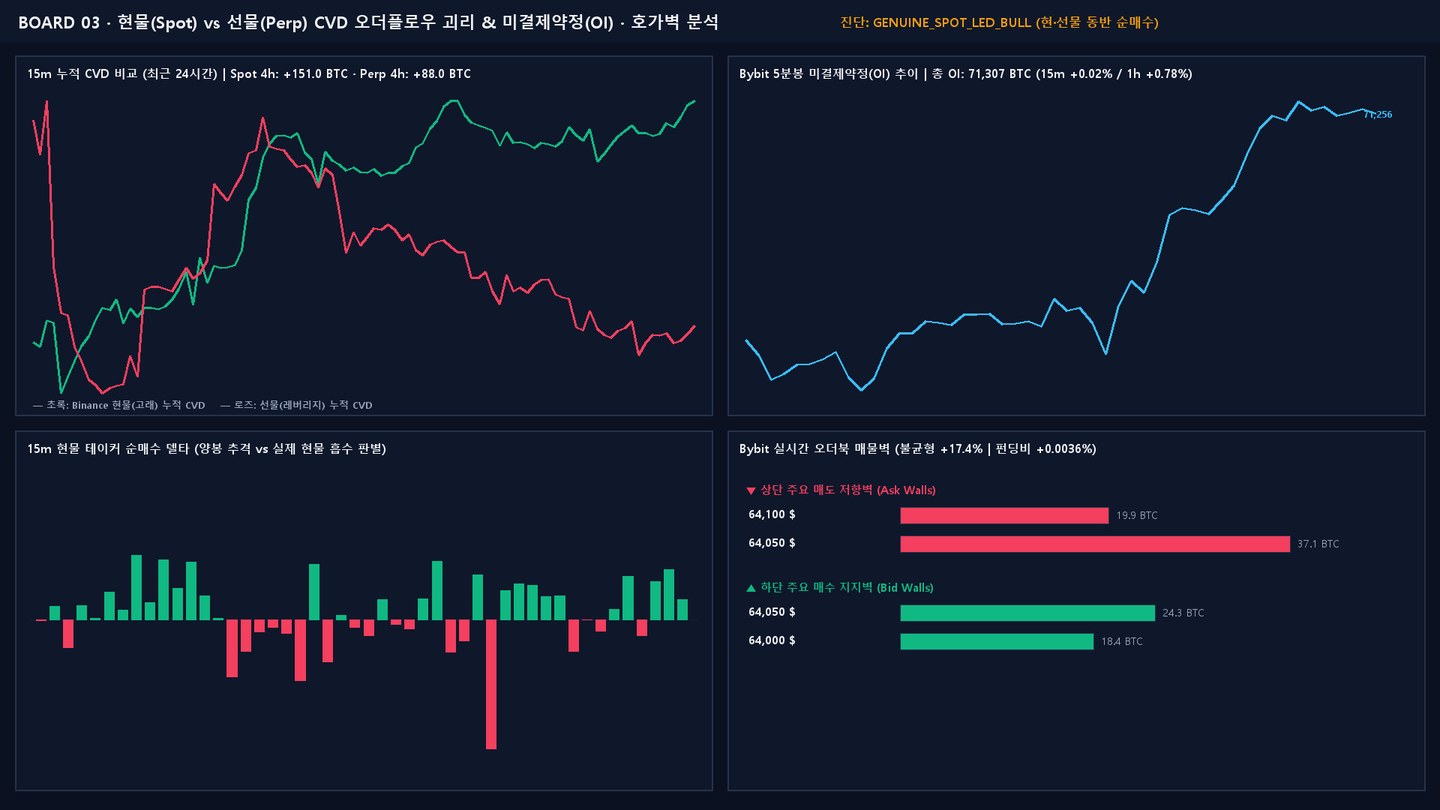 BOARD 03 · 현물(Spot) vs 선물(Perp) CVD 오더플로우 괴리 & 미결제약정(OI) · 호가벽 분석
진단: GENUINE_SPOT_LED_BULL (현·선물 동반 순매수)
15m 누적 CVD 비교 (최근 24시간) | Spot 4h: +151.0 BTC · Perp 4h: +88.0 BTC
— 초록: Binance 현물(고래) 누적 CVD — 로즈: 선물(레버리지) 누적 CVD
Bybit 5분봉 미결제약정(OI) 추이 | 총 OI: 71,307 BTC (15m +0.02% / 1h +0.78%)
15m 현물 테이커 순매수 델타 (양봉 추격 vs 실제 현물 흡수 판별)
Bybit 실시간 오더북 매물벽 (불균형 +17.4% | 펀딩비 +0.0036%)
▼ 상단 주요 매도 저항벽 (Ask Walls)
64,100 $ 19.9 BTC
64,050 $ 37.1 BTC
▲ 하단 주요 매수 지지벽 (Bid Walls)
64,050 $ 24.3 BTC
64,000 $ 18.4 BTC